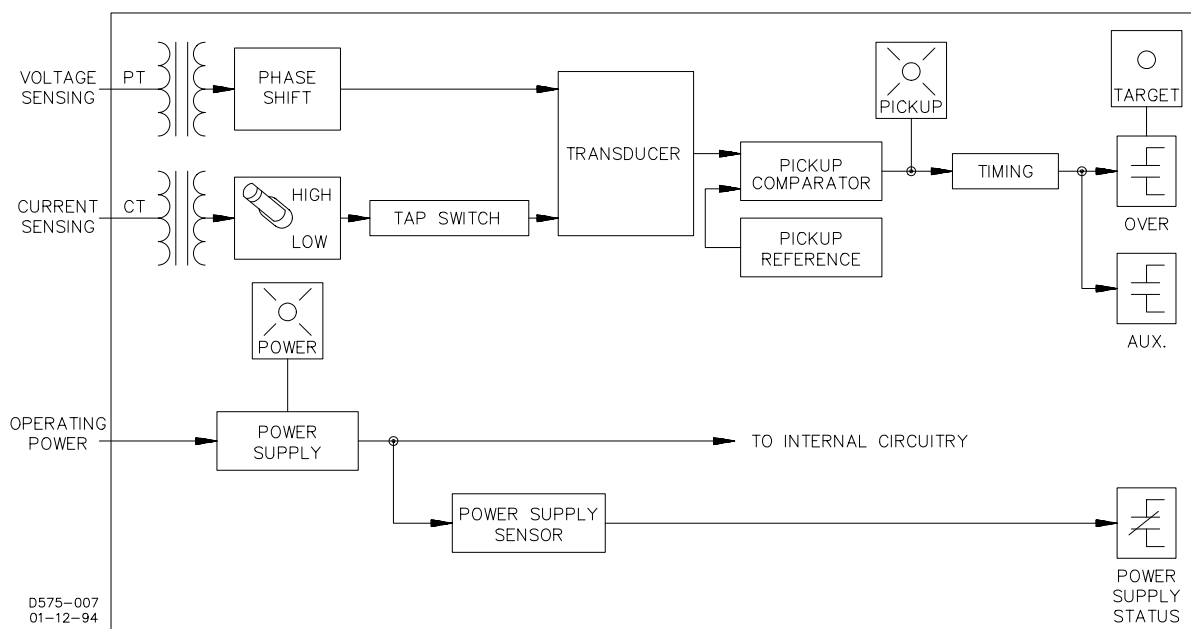 VOLTAGE
SENSING
PT
PHASE
SHIFT
TRANSDUCER
PICKUP
TARGET
PICKUP
COMPARATOR
TIMING
OVER
CURRENT
SENSING
CT
HIGH
LOW
TAP SWITCH
PICKUP
REFERENCE
AUX.
POWER
OPERATING
POWER
POWER
SUPPLY
TO INTERNAL CIRCUITRY
POWER SUPPLY
SENSOR
POWER
SUPPLY
STATUS
D575-007
01-12-94